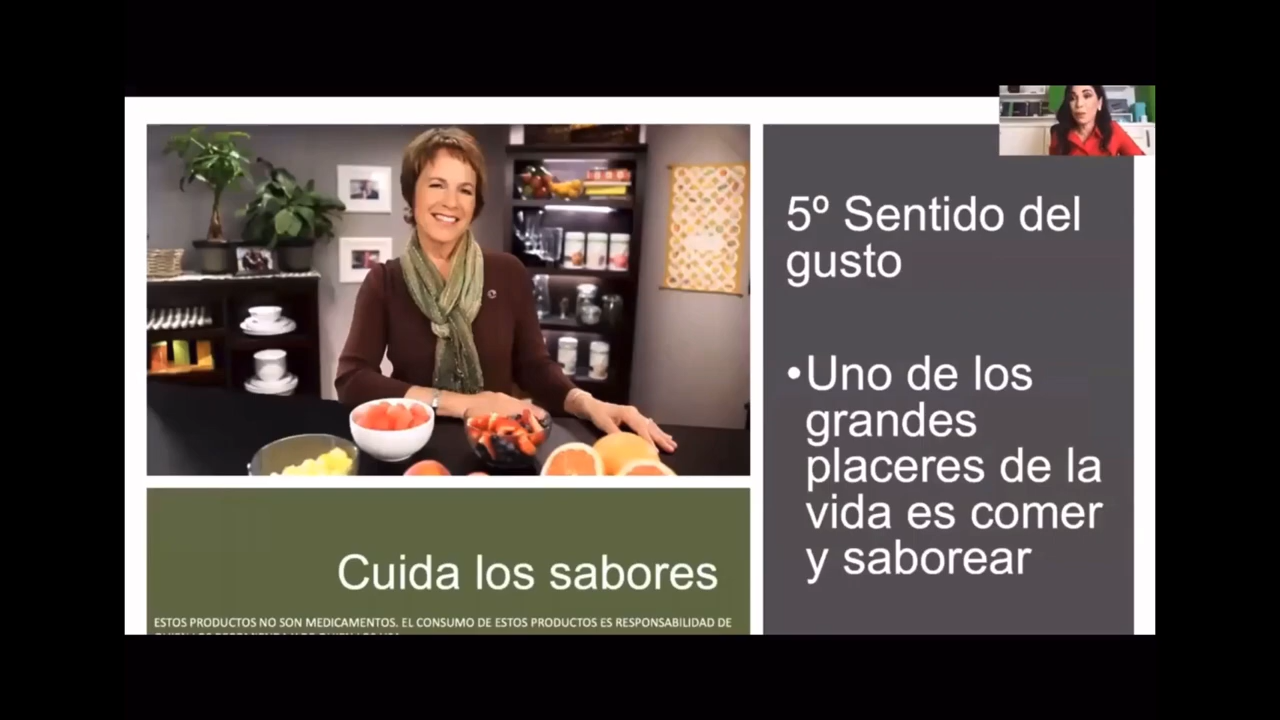 5º Sentido del
gusto
•Uno de los
grandes
placeres de la
vida es comer
y saborear
Cuida los sabores
ESTOS PRODUCTOS NO SON MEDICAMENTOS. EL CONSUMO DE ESTOS PRODUCTOS ES RESPONSABILIDAD DE